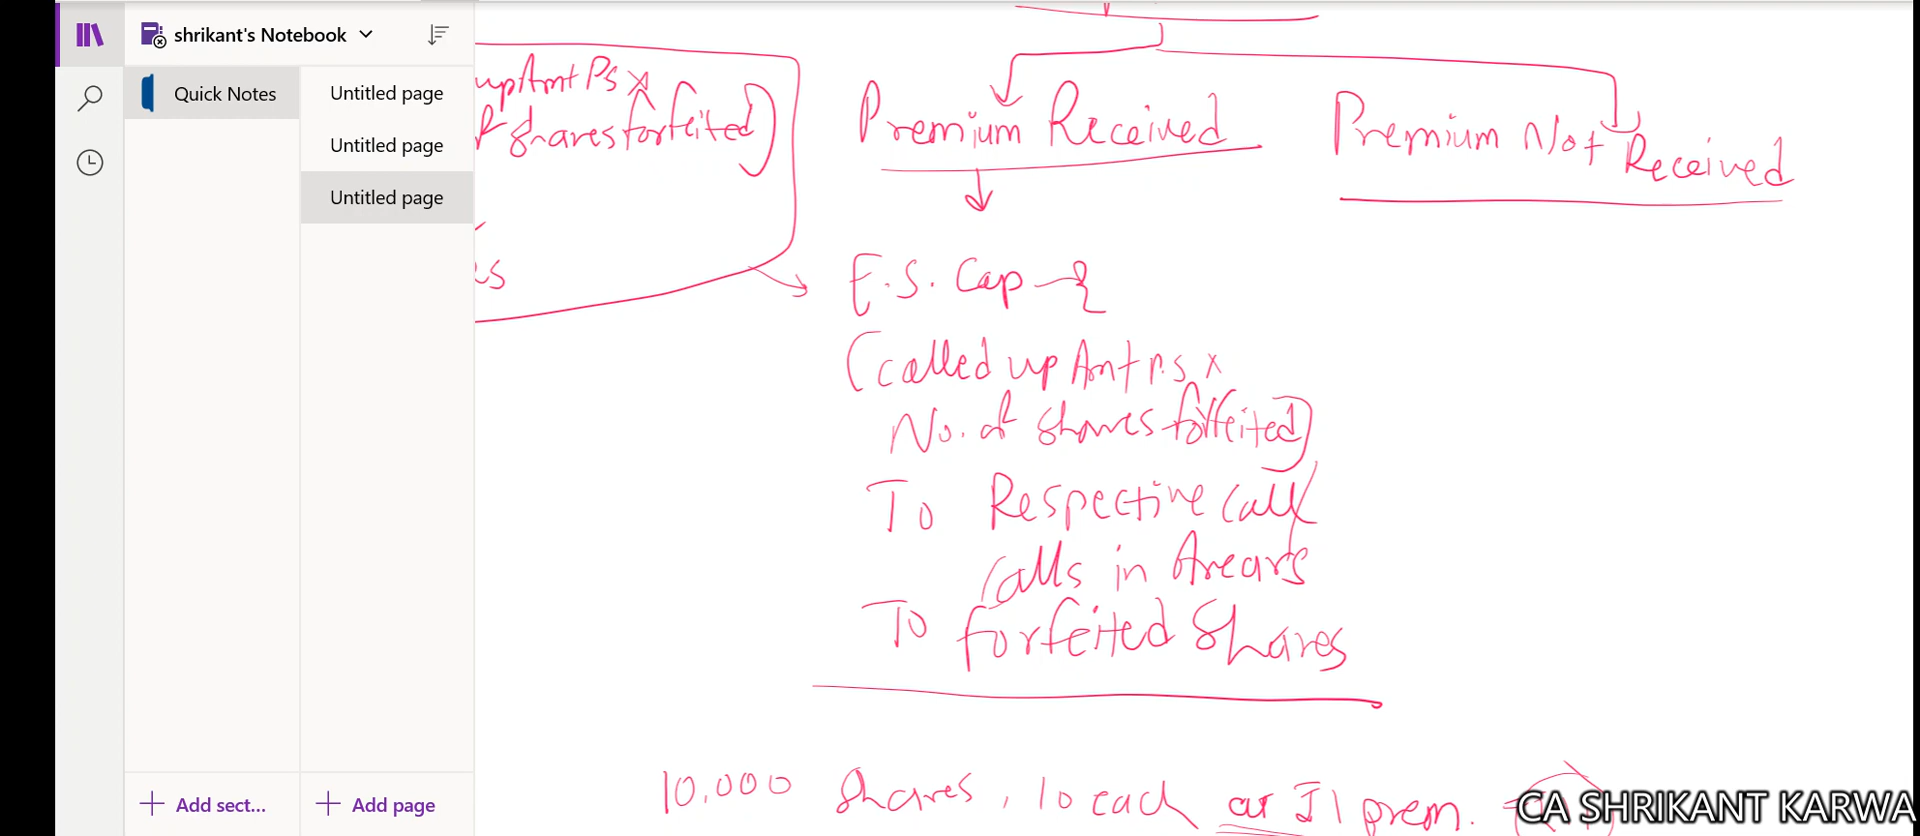 shrikant's Notebook
Quick Notes
Untitled page
Untitled page
Untitled page
Add sect...
Add page
up Amt Ps x
shares forfeited)
es
Premium Received
Premium Not Received
E.S. Cap
(called up Amt P.S x
No. of shares forfeited)
To Respective Call/
Calls in Arears
To forfeited Shares
10,000 Shares, 10 each at ₹1 prem.
CA SHRIKANT KARWA